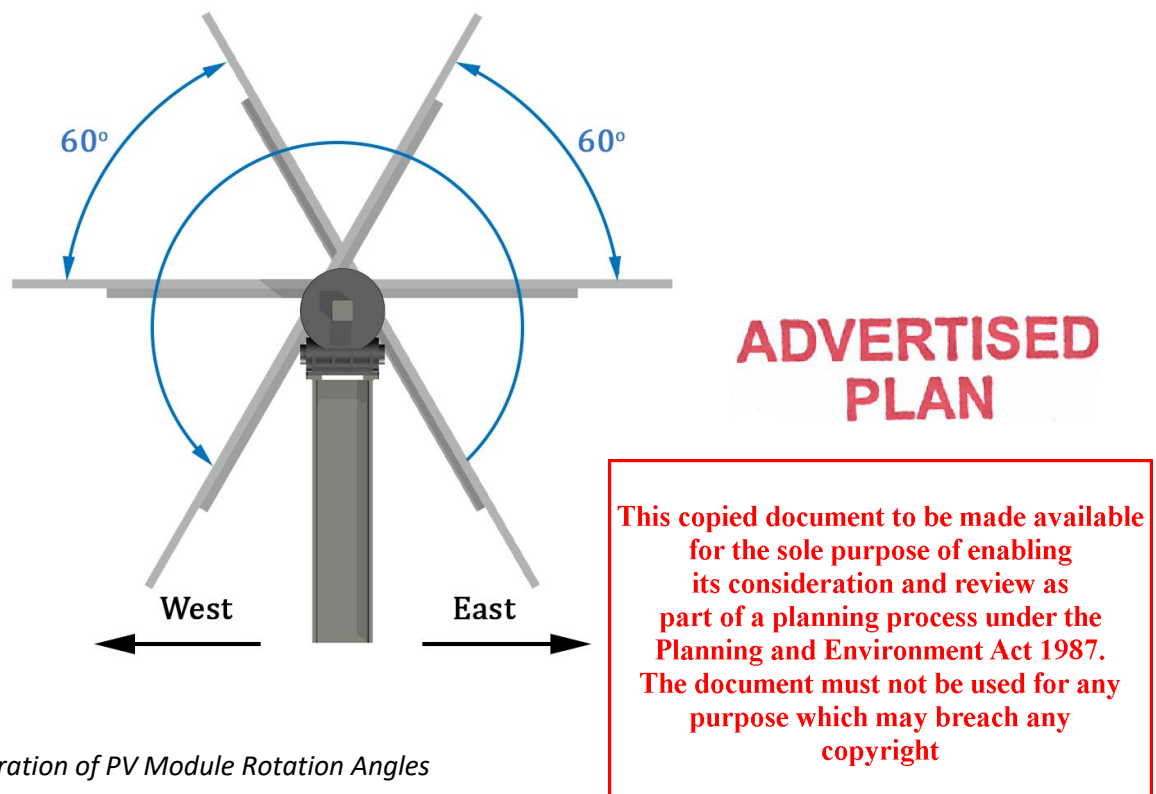 60°
60°
ADVERTISED
PLAN
This copied document to be made available
for the sole purpose of enabling
its consideration and review as
part of a planning process under the
Planning and Environment Act 1987.
The document must not be used for any
purpose which may breach any
copyright
West
East
ration of PV Module Rotation Angles